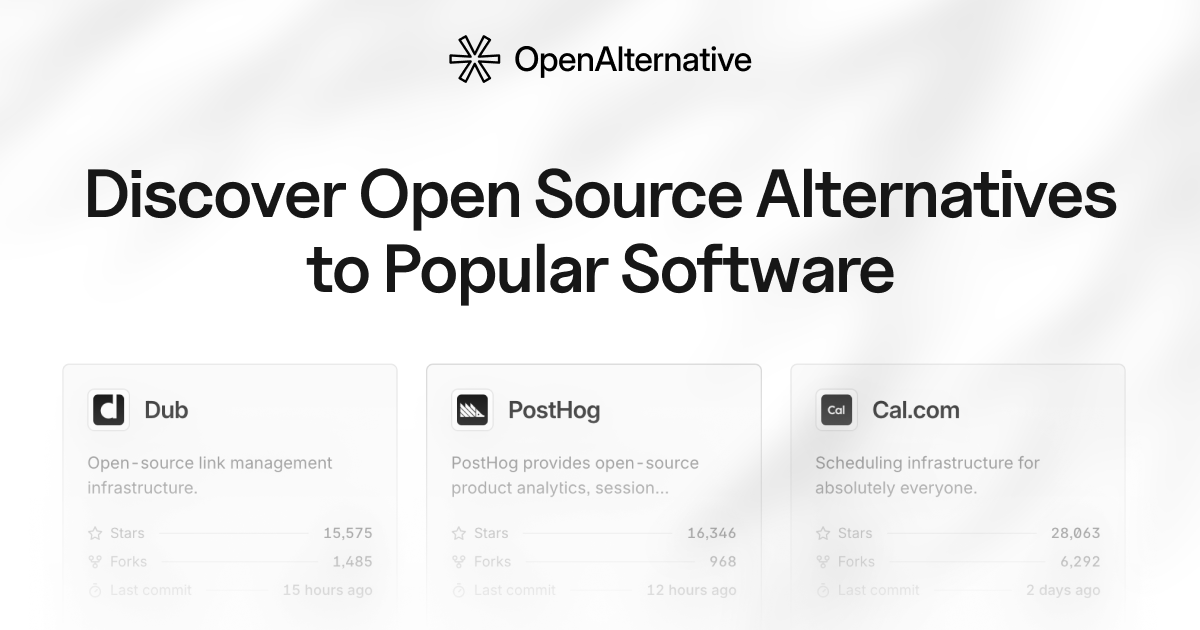 OpenAlternative
Discover Open Source Alternatives
to Popular Software
Dub
Open-source link management
infrastructure.
Stars 15,575
Forks 1,485
Last commit 15 hours ago
PostHog
PostHog provides open-source
product analytics, session...
Stars 16,346
Forks 968
Last commit 12 hours ago
Cal
Cal.com
Scheduling infrastructure for
absolutely everyone.
Stars 28,063
Forks 6,292
Last commit 2 days ago